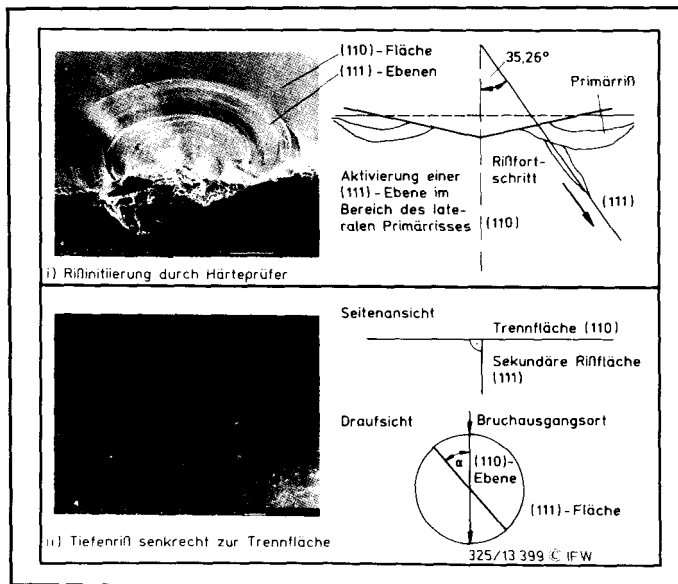 (110)-Fläche
(111)-Ebenen
35,26°
Primärriß
Aktivierung einer
(111)-Ebene im
Bereich des late-
ralen Primärrisses
Rißfort-
schritt
(110)
(111)
i) Rißinitiierung durch Härteprüfer
Seitenansicht
Trennfläche (110)
Sekundäre Rißfläche
(111)
Draufsicht
Bruchausgangsort
α
(110)-
Ebene
(111)-Fläche
ii) Tiefenriß senkrecht zur Trennfläche
325/13 399 © IFW